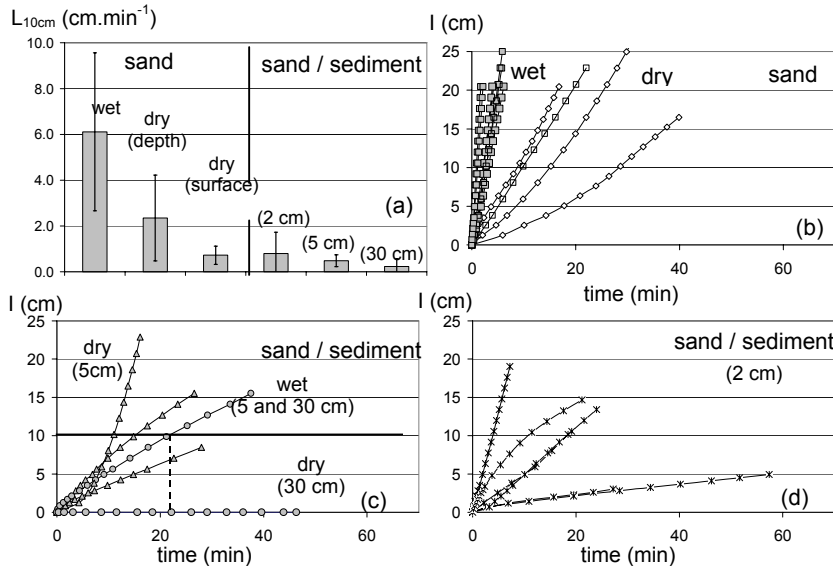 L10cm (cm.min-1)
10.0
8.0
6.0
4.0
2.0
0.0
sand
sand / sediment
wet
dry
(depth)
dry
(surface)
(2 cm)
(5 cm)
(30 cm)
(a)
I (cm)
25
20
15
10
5
0
wet
dry
sand
(b)
0
20
40
60
time (min)
I (cm)
25
20
15
10
5
0
dry
(5cm)
sand / sediment
wet
(5 and 30 cm)
dry
(30 cm)
(c)
0
20
40
60
time (min)
I (cm)
25
20
15
10
5
0
sand / sediment
(2 cm)
(d)
0
20
40
60
time (min)